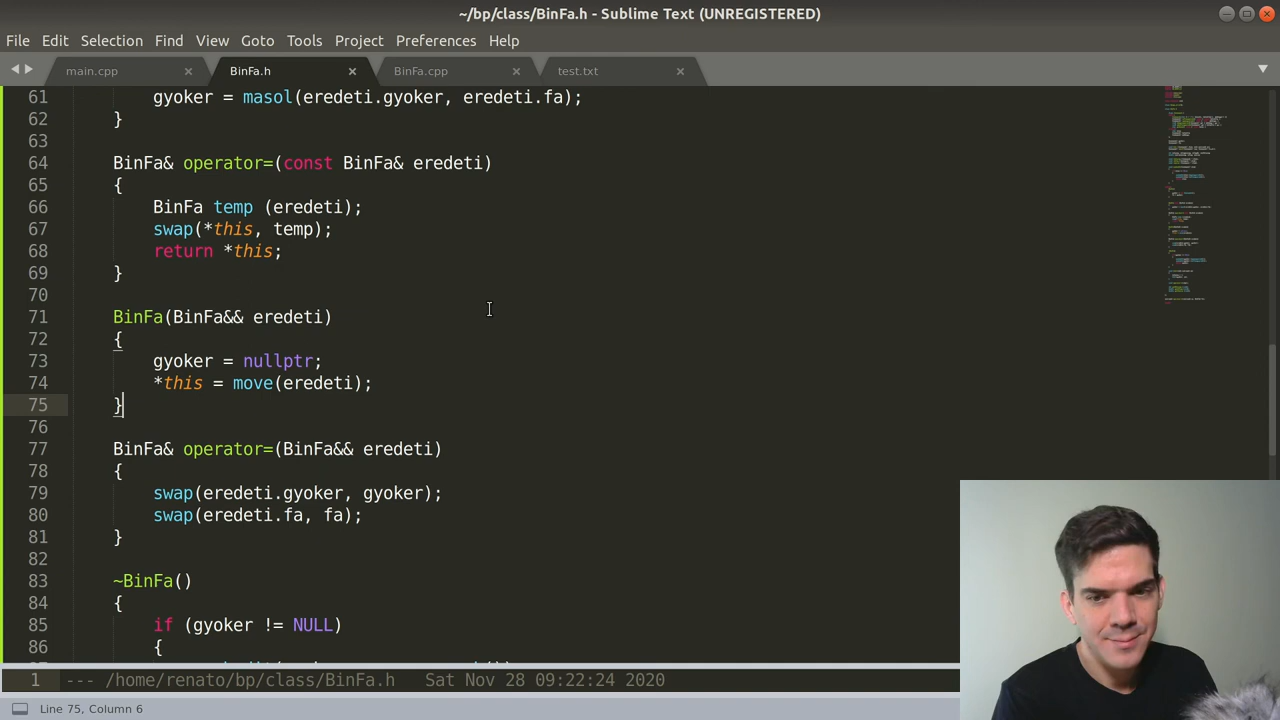 ~/bp/class/BinFa.h - Sublime Text (UNREGISTERED)
File Edit Selection Find View Goto Tools Project Preferences Help
main.cpp BinFa.h BinFa.cpp test.txt
61 gyoker = masol(eredeti.gyoker, eredeti.fa);
62 }
63
64 BinFa& operator=(const BinFa& eredeti)
65 {
66 BinFa temp (eredeti);
67 swap(*this, temp);
68 return *this;
69 }
70
71 BinFa(BinFa&& eredeti)
72 {
73 gyoker = nullptr;
74 *this = move(eredeti);
75 }
76
77 BinFa& operator=(BinFa&& eredeti)
78 {
79 swap(eredeti.gyoker, gyoker);
80 swap(eredeti.fa, fa);
81 }
82
83 ~BinFa()
84 {
85 if (gyoker != NULL)
86 {
1 --- /home/renato/bp/class/BinFa.h Sat Nov 28 09:22:24 2020
Line 75, Column 6